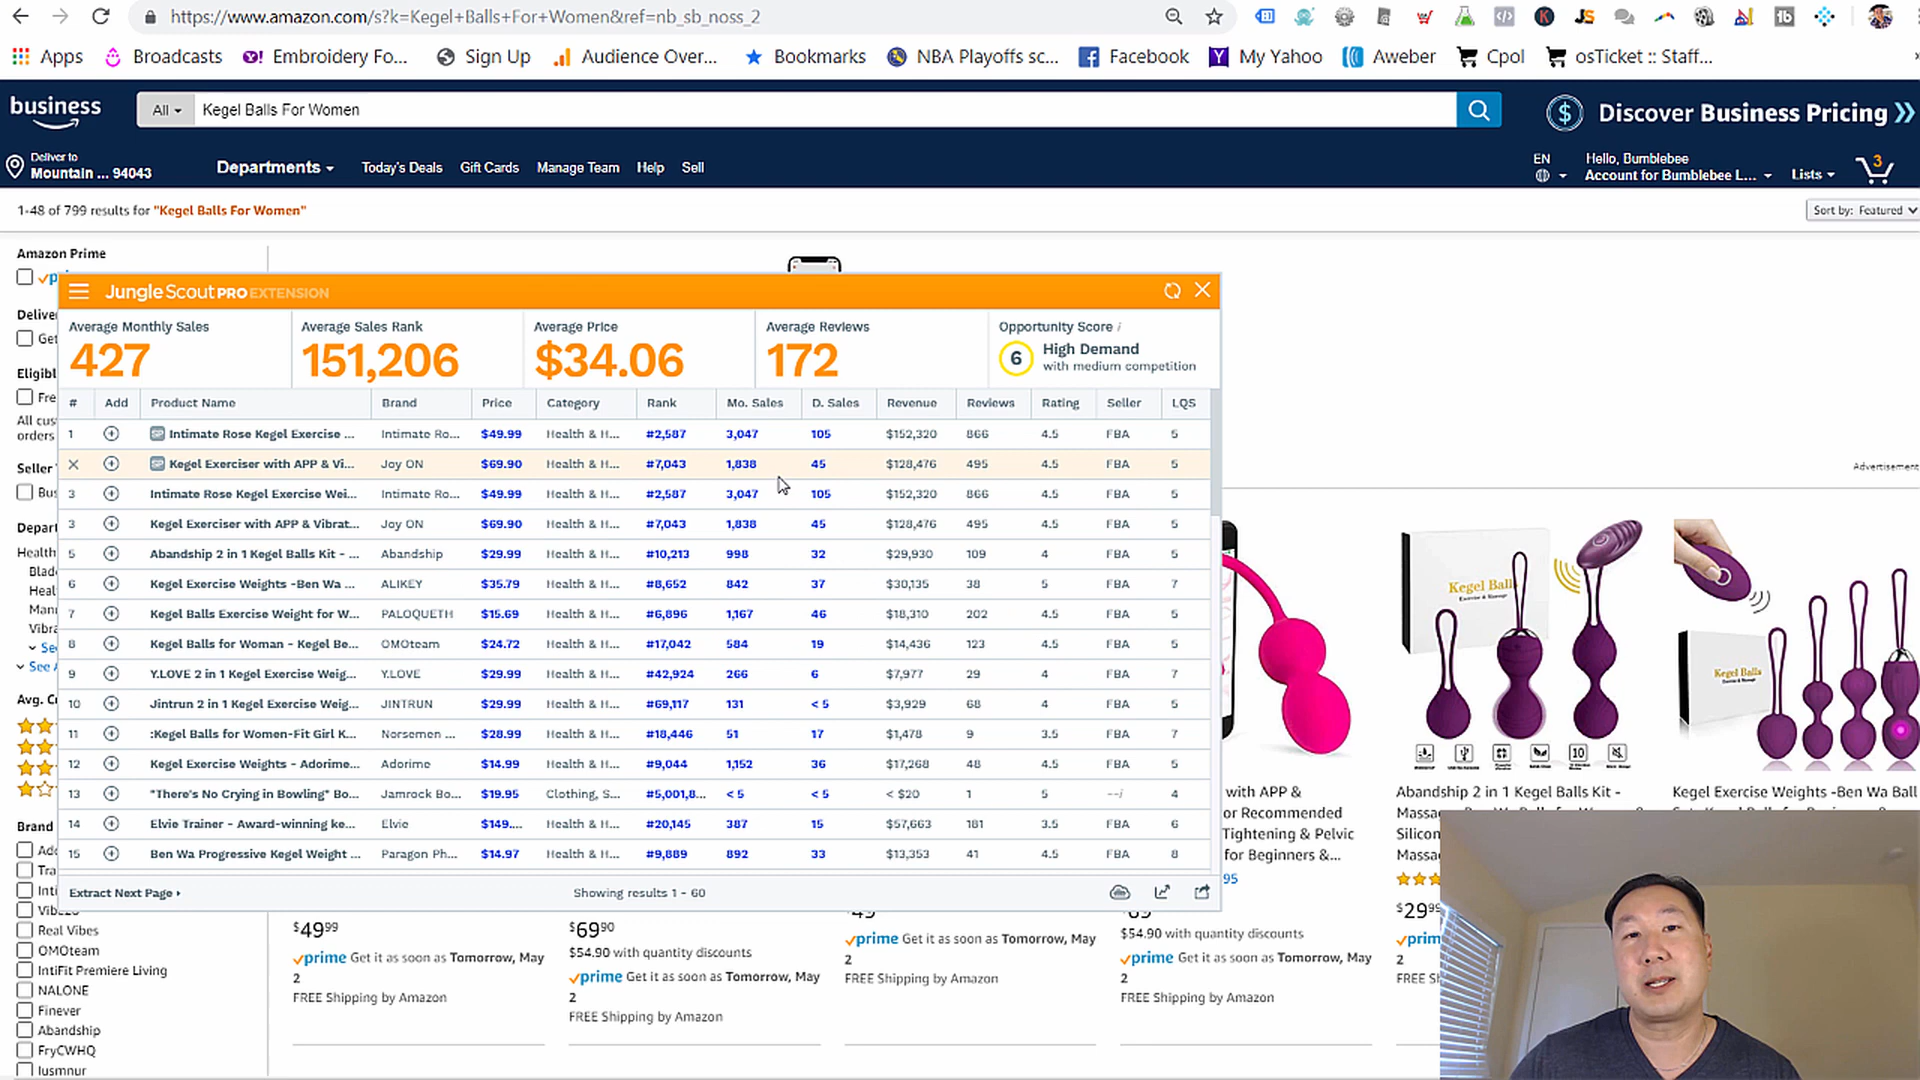 https://www.amazon.com/s?k=Kegel+Balls+For+Women&ref=nb_sb_noss_2
Apps Broadcasts Embroidery Fo... Sign Up Audience Over... Bookmarks NBA Playoffs sc... Facebook My Yahoo Aweber Cpol osTicket :: Staff...
business All Kegel Balls For Women Discover Business Pricing
Deliver to
Mountain ... 94043
Departments Today's Deals Gift Cards Manage Team Help Sell
EN
Hello, Bumblebee
Account for Bumblebee L... Lists 3
1-48 of 799 results for "Kegel Balls For Women"
Sort by: Featured
Amazon Prime
Jungle Scout PRO EXTENSION
Average Monthly Sales Average Sales Rank Average Price Average Reviews Opportunity Score i
427 151,206 $34.06 172 6 High Demand
with medium competition
# Add Product Name Brand Price Category Rank Mo. Sales D. Sales Revenue Reviews Rating Seller LQS
1 Intimate Rose Kegel Exercise ... Intimate Ro... $49.99 Health & H... #2,587 3,047 105 $152,320 866 4.5 FBA 5
Kegel Exerciser with APP & Vi... Joy ON $69.90 Health & H... #7,043 1,838 45 $128,476 495 4.5 FBA 5
3 Intimate Rose Kegel Exercise Wei... Intimate Ro... $49.99 Health & H... #2,587 3,047 105 $152,320 866 4.5 FBA 5
3 Kegel Exerciser with APP & Vibrat... Joy ON $69.90 Health & H... #7,043 1,838 45 $128,476 495 4.5 FBA 5
5 Abandship 2 in 1 Kegel Balls Kit - ... Abandship $29.99 Health & H... #10,213 998 32 $29,930 109 4 FBA 5
6 Kegel Exercise Weights -Ben Wa ... ALIKEY $35.79 Health & H... #8,652 842 37 $30,135 38 5 FBA 7
7 Kegel Balls Exercise Weight for W... PALOQUETH $15.69 Health & H... #6,896 1,167 46 $18,310 202 4.5 FBA 5
8 Kegel Balls for Woman - Kegel Be... OMOteam $24.72 Health & H... #17,042 584 19 $14,436 123 4.5 FBA 5
9 Y.LOVE 2 in 1 Kegel Exercise Weig... Y.LOVE $29.99 Health & H... #42,924 266 6 $7,977 29 4 FBA 7
10 Jintrun 2 in 1 Kegel Exercise Weig... JINTRUN $29.99 Health & H... #69,117 131 < 5 $3,929 68 4 FBA 5
11 :Kegel Balls for Women-Fit Girl K... Norsemen ... $28.99 Health & H... #18,446 51 17 $1,478 9 3.5 FBA 7
12 Kegel Exercise Weights - Adorime... Adorime $14.99 Health & H... #9,044 1,152 36 $17,268 48 4.5 FBA 5
13 "There's No Crying in Bowling" Bo... Jamrock Bo... $19.95 Clothing, S... #5,001,8... < 5 < 5 < $20 1 5 --i 4
14 Elvie Trainer - Award-winning ke... Elvie $149.... Health & H... #20,145 387 15 $57,663 181 3.5 FBA 6
15 Ben Wa Progressive Kegel Weight ... Paragon Ph... $14.97 Health & H... #9,889 892 33 $13,353 41 4.5 FBA 8
Extract Next Page Showing results 1 - 60
Brand
Real Vibes
OMOteam
IntiFit Premiere Living
NALONE
Finever
Abandship
FryCWHQ
Iusmnur
$49.99
prime Get it as soon as Tomorrow, May
2
FREE Shipping by Amazon
$69.90
$54.90 with quantity discounts
prime Get it as soon as Tomorrow, May
2
FREE Shipping by Amazon
prime Get it as soon as Tomorrow, May
2
FREE Shipping by Amazon
$54.90 with quantity discounts
prime Get it as soon as Tomorrow, May
2
FREE Shipping by Amazon
Advertisement
Kegel Balls
Kegel Balls
with APP &
or Recommended
Tightening & Pelvic
for Beginners &...
95
Abandship 2 in 1 Kegel Balls Kit -
Kegel Exercise Weights -Ben Wa Ball
$29.99
prime
2